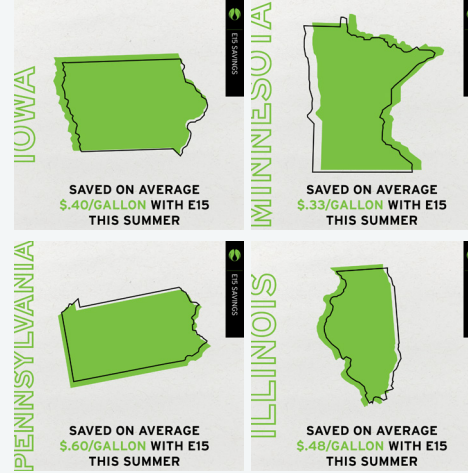 IOWA
E15 SAVINGS
SAVED ON AVERAGE
$.40/GALLON WITH E15
THIS SUMMER
MINNESOTA
SAVED ON AVERAGE
$.33/GALLON WITH E15
THIS SUMMER
PENNSYLVANIA
E15 SAVINGS
SAVED ON AVERAGE
$.60/GALLON WITH E15
THIS SUMMER
ILLINOIS
SAVED ON AVERAGE
$.48/GALLON WITH E15
THIS SUMMER